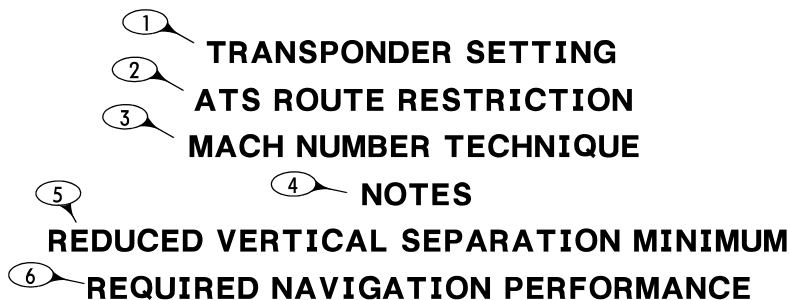 1 TRANSPONDER SETTING
2 ATS ROUTE RESTRICTION
3 MACH NUMBER TECHNIQUE
4 NOTES
5 REDUCED VERTICAL SEPARATION MINIMUM
6 REQUIRED NAVIGATION PERFORMANCE